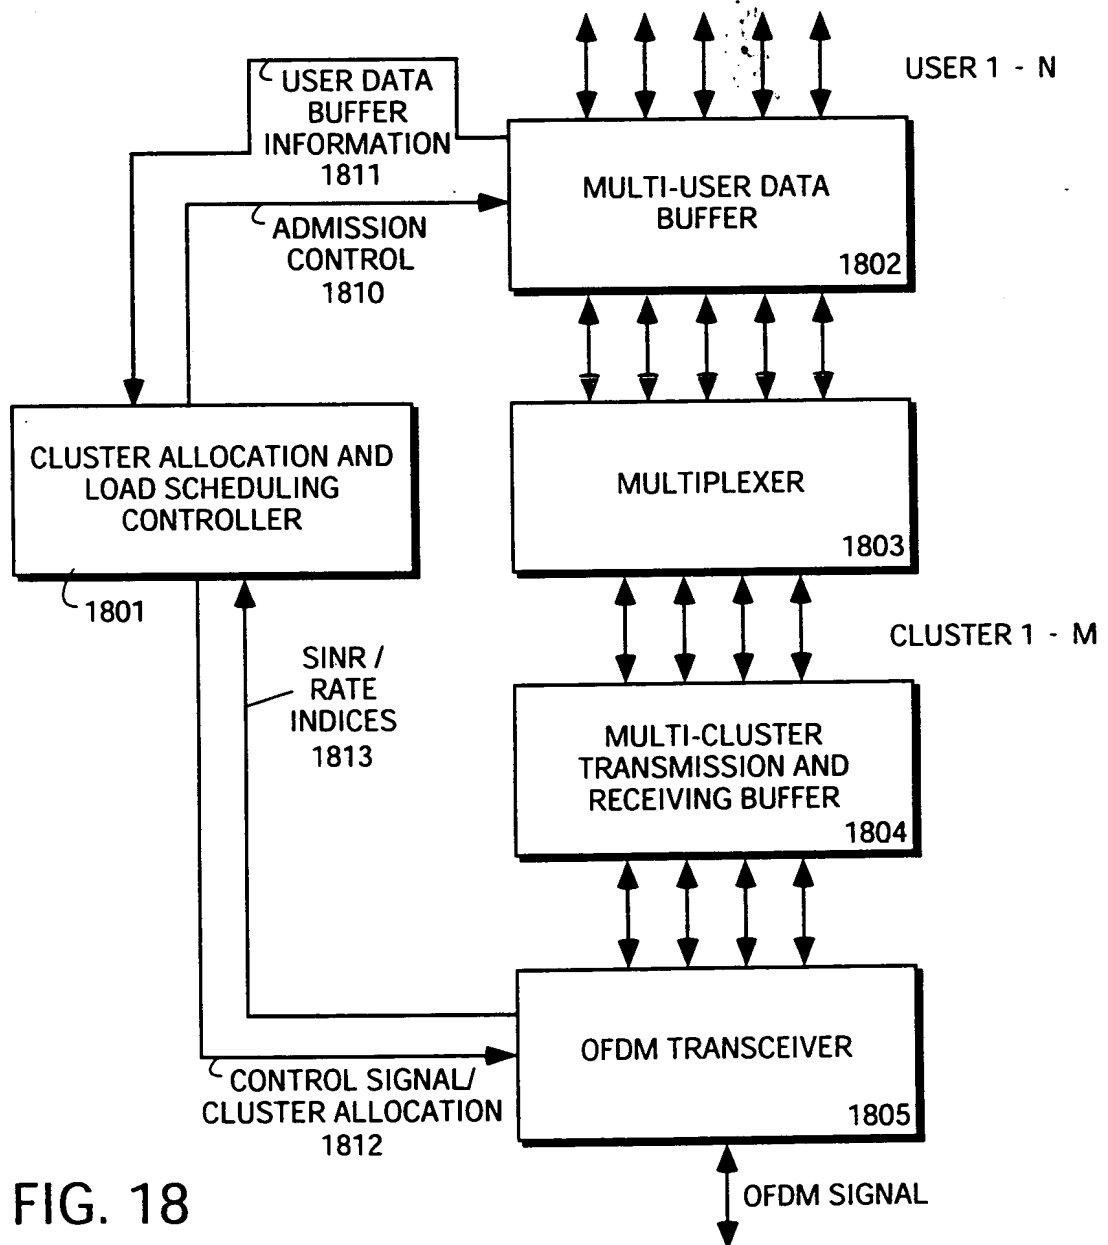 USER 1 - N
USER DATA
BUFFER
INFORMATION
1811
MULTI-USER DATA
BUFFER
1802
ADMISSION
CONTROL
1810
CLUSTER ALLOCATION AND
LOAD SCHEDULING
CONTROLLER
1801
MULTIPLEXER
1803
CLUSTER 1 - M
SINR /
RATE
INDICES
1813
MULTI-CLUSTER
TRANSMISSION AND
RECEIVING BUFFER
1804
OFDM TRANSCEIVER
1805
CONTROL SIGNAL/
CLUSTER ALLOCATION
1812
OFDM SIGNAL
FIG. 18